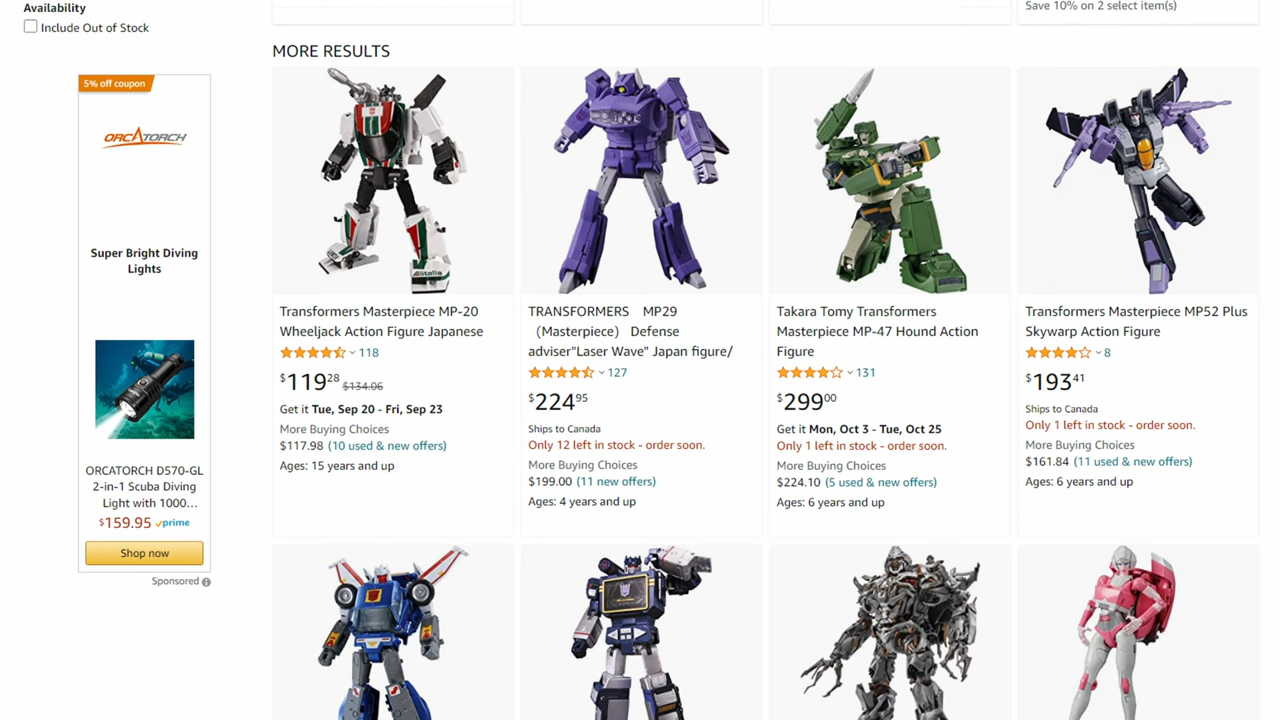 Availability
Include Out of Stock
Save 10% on 2 select item(s)
MORE RESULTS
5% off coupon
ORCATORCH
Super Bright Diving
Lights
ORCATORCH D570-GL
2-in-1 Scuba Diving
Light with 1000...
$159.95 prime
Shop now
Sponsored
Alitalia
Transformers Masterpiece MP-20
Wheeljack Action Figure Japanese
118
$119 28 $134.06
Get it Tue, Sep 20 - Fri, Sep 23
More Buying Choices
$117.98 (10 used & new offers)
Ages: 15 years and up
TRANSFORMERS　MP29
（Masterpiece） Defense
adviser"Laser Wave" Japan figure/
127
$224 95
Ships to Canada
Only 12 left in stock - order soon.
More Buying Choices
$199.00 (11 new offers)
Ages: 4 years and up
Takara Tomy Transformers
Masterpiece MP-47 Hound Action
Figure
131
$299 00
Get it Mon, Oct 3 - Tue, Oct 25
Only 1 left in stock - order soon.
More Buying Choices
$224.10 (5 used & new offers)
Ages: 6 years and up
Transformers Masterpiece MP52 Plus
Skywarp Action Figure
8
$193 41
Ships to Canada
Only 1 left in stock - order soon.
More Buying Choices
$161.84 (11 used & new offers)
Ages: 6 years and up